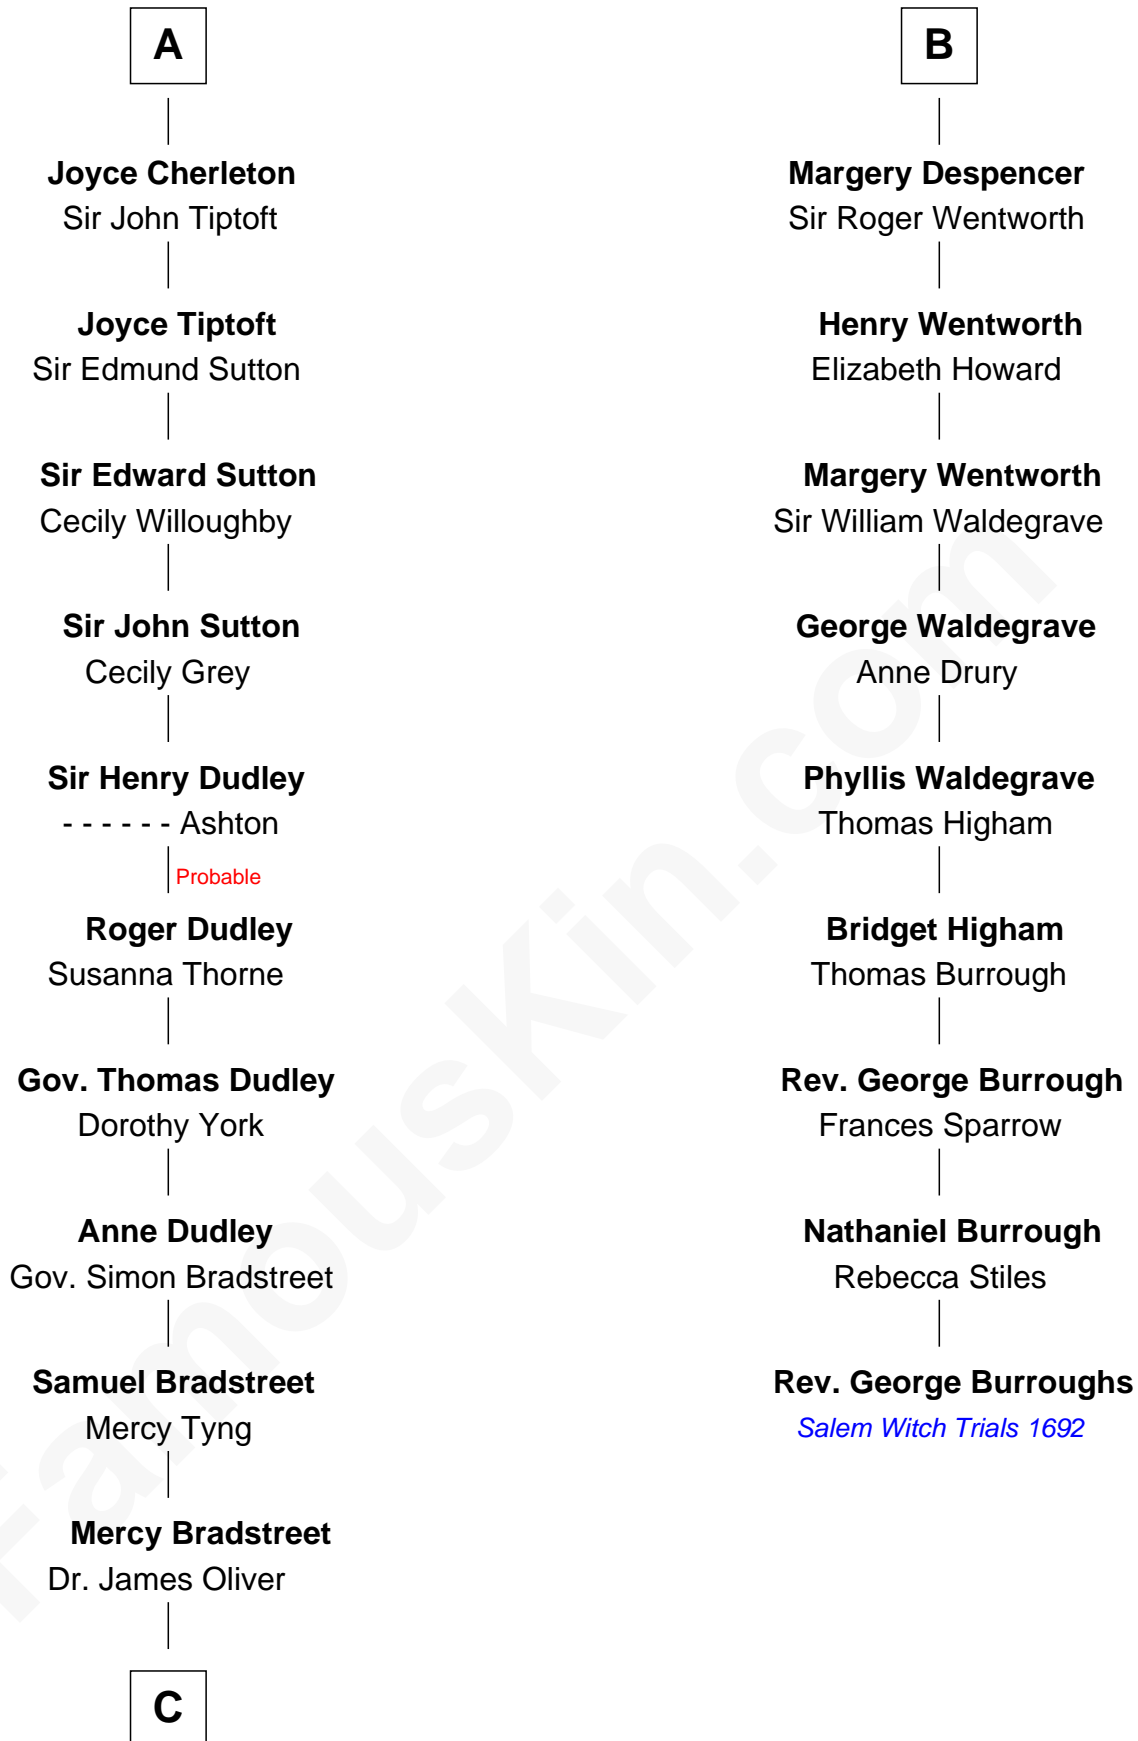 A
Joyce Cherleton
Sir John Tiptoft
Joyce Tiptoft
Sir Edmund Sutton
Sir Edward Sutton
Cecily Willoughby
Sir John Sutton
Cecily Grey
Sir Henry Dudley
- - - - - - Ashton
Probable
Roger Dudley
Susanna Thorne
Gov. Thomas Dudley
Dorothy York
Anne Dudley
Gov. Simon Bradstreet
Samuel Bradstreet
Mercy Tyng
Mercy Bradstreet
Dr. James Oliver
C
B
Margery Despencer
Sir Roger Wentworth
Henry Wentworth
Elizabeth Howard
Margery Wentworth
Sir William Waldegrave
George Waldegrave
Anne Drury
Phyllis Waldegrave
Thomas Higham
Bridget Higham
Thomas Burrough
Rev. George Burrough
Frances Sparrow
Nathaniel Burrough
Rebecca Stiles
Rev. George Burroughs
Salem Witch Trials 1692
FamousKin.com